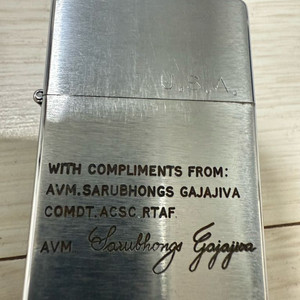 U.S.A.
WITH COMPLIMENTS FROM:
AVM.SARUBHONGS GAJAJIVA
COMDT.ACSC.RTAF
AVM Sarubhongs Gajajiva